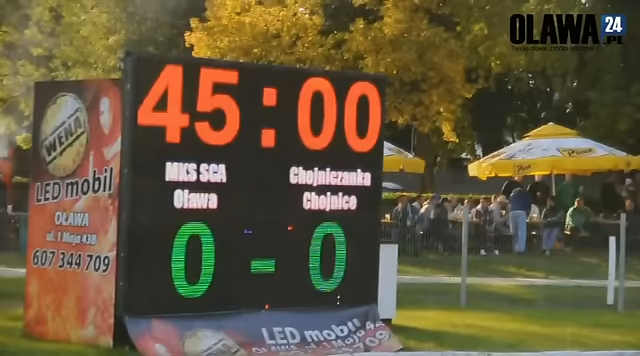 OLAWA24
.PL
45:00
MKS SCA
Oława
Chojniczanka
Chojnice
0 - 0
WENA
LED mobil
OŁAWA
ul. 1 Maja 43B
607 344 709
LED mobil